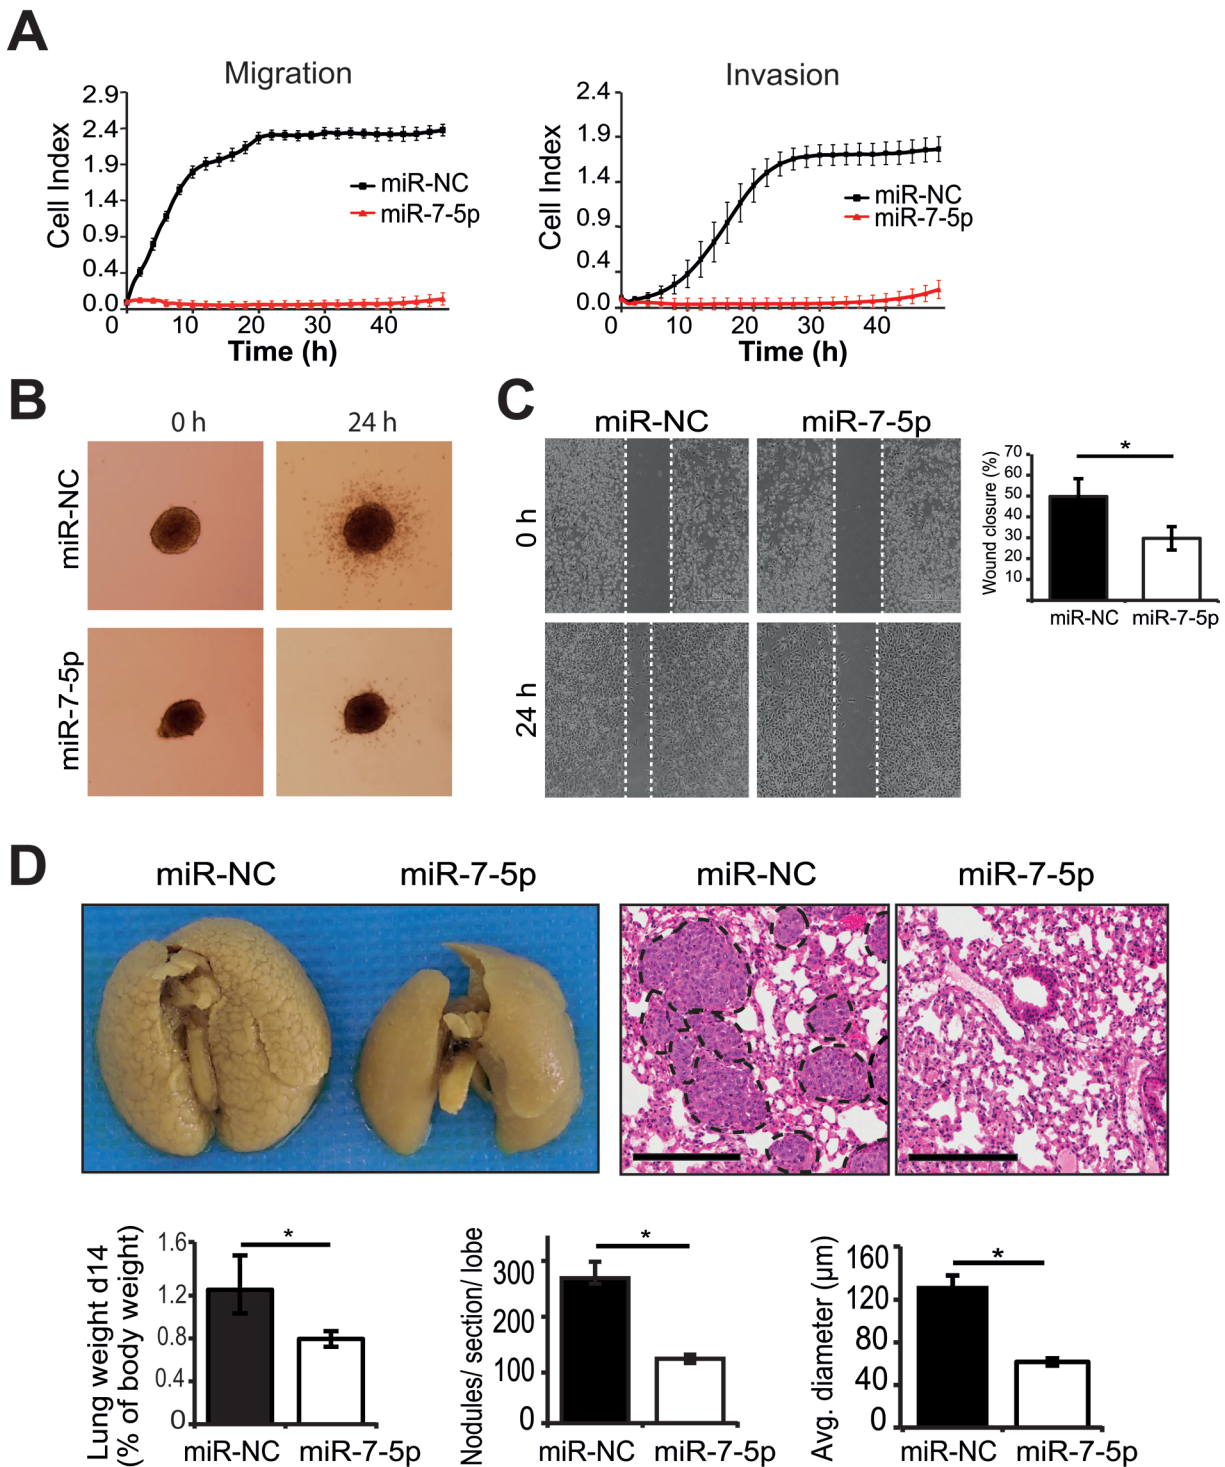 A
Migration
Invasion
Cell Index
2.9
2.4
1.9
1.4
0.9
0.4
0.0
0
10
20
30
40
Time (h)
miR-NC
miR-7-5p
Cell Index
2.4
1.9
1.4
0.9
0.4
0.0
0
10
20
30
40
Time (h)
miR-NC
miR-7-5p
B
0 h
24 h
miR-NC
miR-7-5p
C
miR-NC
miR-7-5p
0 h
24 h
Wound closure (%)
70
60
50
40
30
20
10
*
miR-NC
miR-7-5p
D
miR-NC
miR-7-5p
miR-NC
miR-7-5p
Lung weight d14
(% of body weight)
1.6
1.2
0.8
0.4
0
*
miR-NC
miR-7-5p
Nodules/ section/ lobe
300
200
100
0
*
miR-NC
miR-7-5p
Avg. diameter (μm)
160
120
80
40
0
*
miR-NC
miR-7-5p